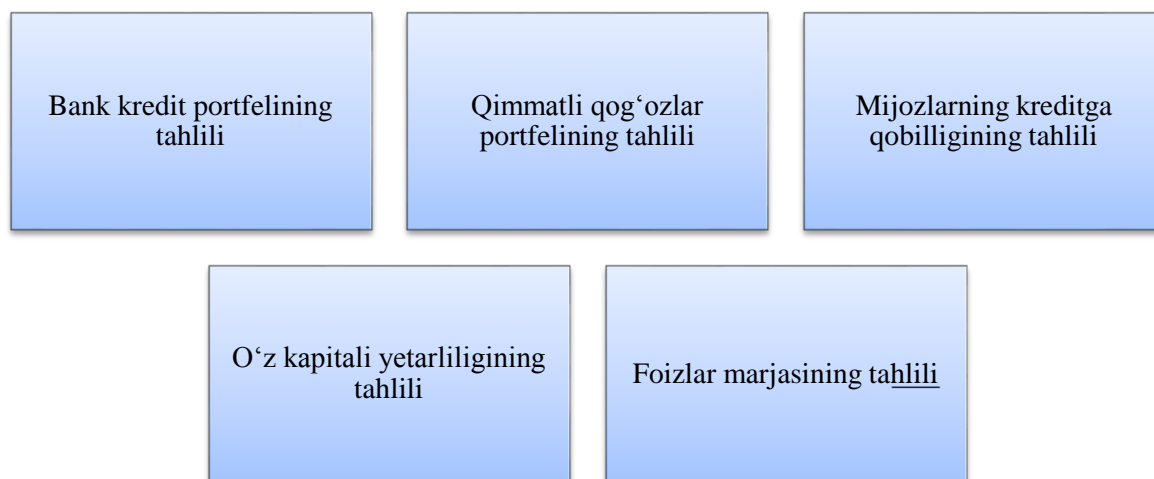 Bank kredit portfelining
tahlili
Qimmatli qog‘ozlar
portfelining tahlili
Mijozlarning kreditga
qobilligining tahlili
O‘z kapitali yetarliligining
tahlili
Foizlar marjasining tahlili